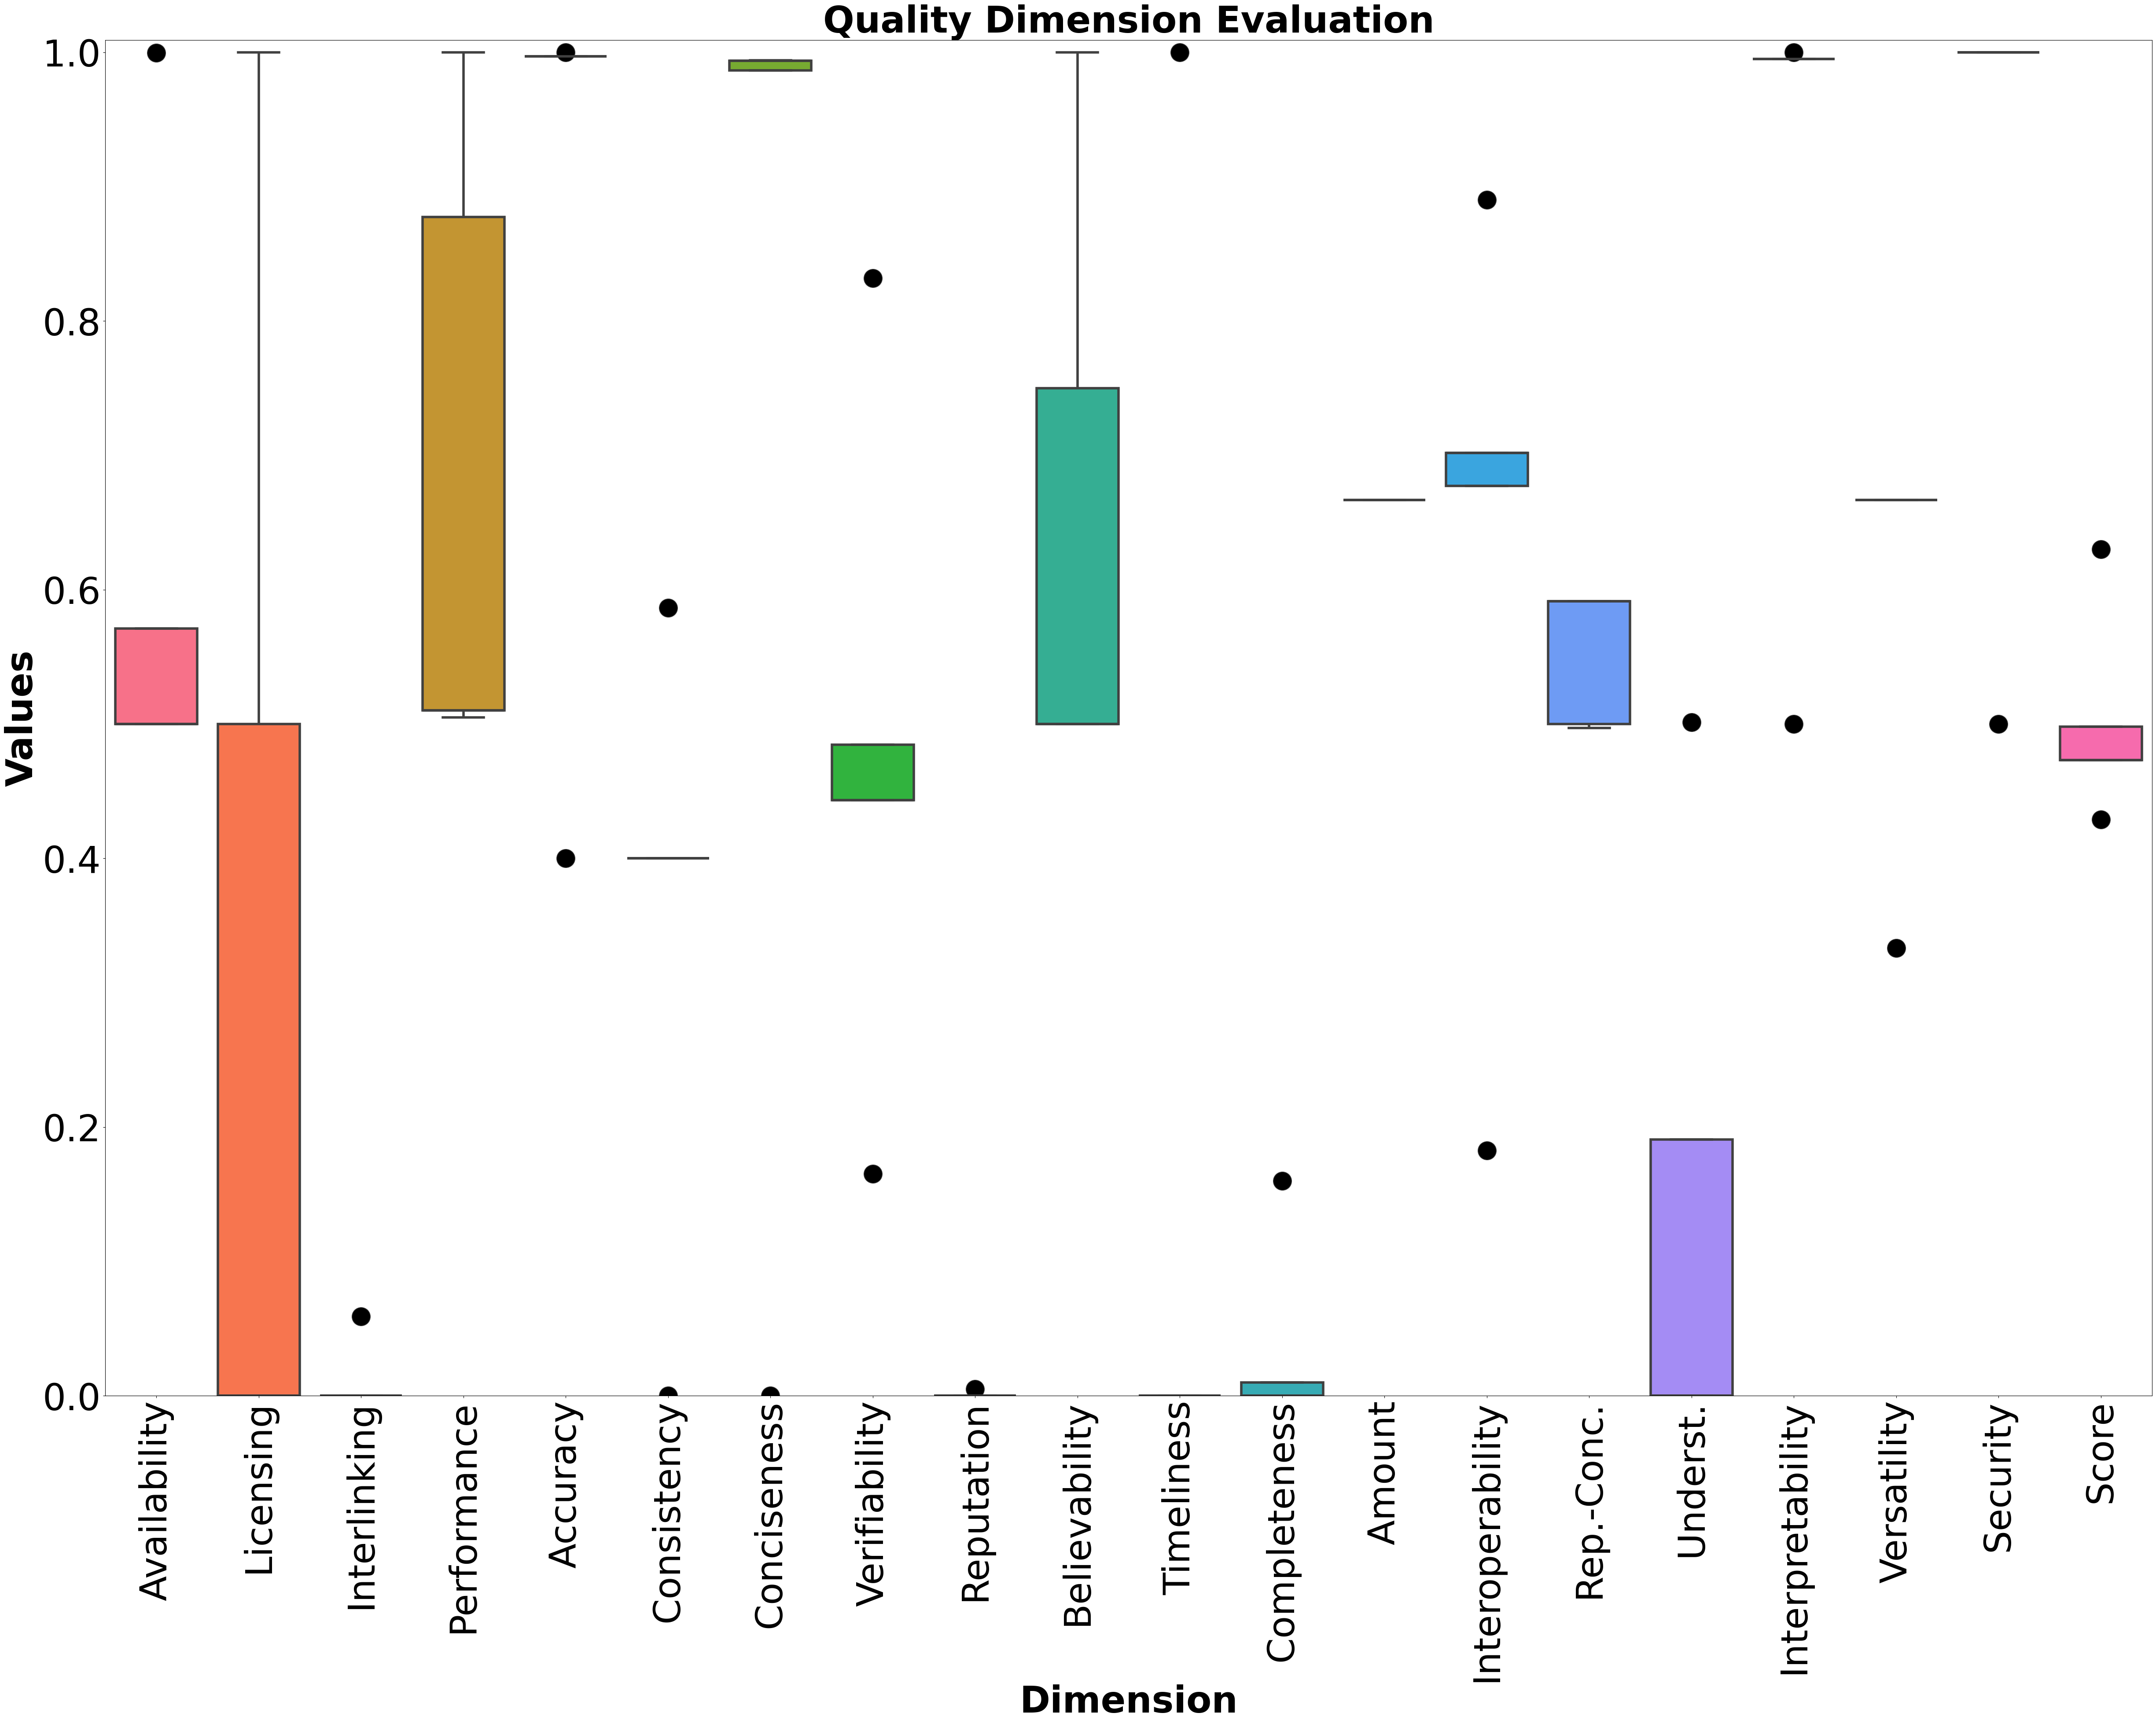 Quality Dimension Evaluation
1.0
0.8
0.6
0.4
0.2
0.0
Values
Availability
Licensing
Interlinking
Performance
Accuracy
Consistency
Conciseness
Verifiability
Reputation
Believability
Timeliness
Completeness
Amount
Interoperability
Rep.-Conc.
Underst.
Interpretability
Versatility
Security
Score
Dimension